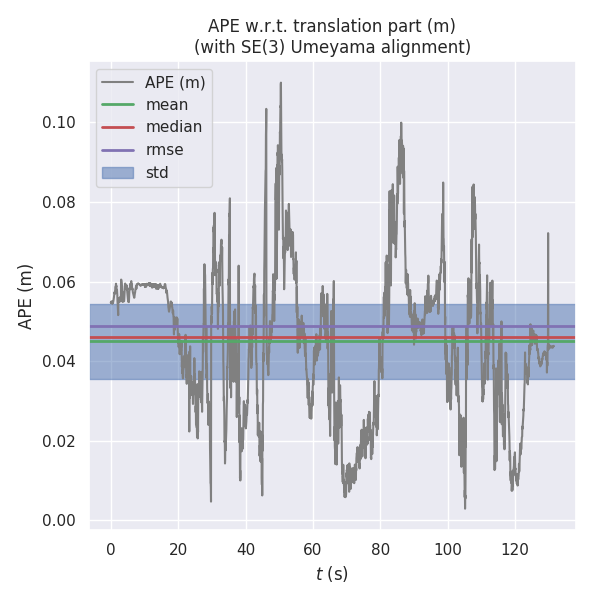 APE w.r.t. translation part (m)
(with SE(3) Umeyama alignment)
APE (m)
mean
median
rmse
std
APE (m)
0.10
0.08
0.06
0.04
0.02
0.00
0 20 40 60 80 100 120
t (s)